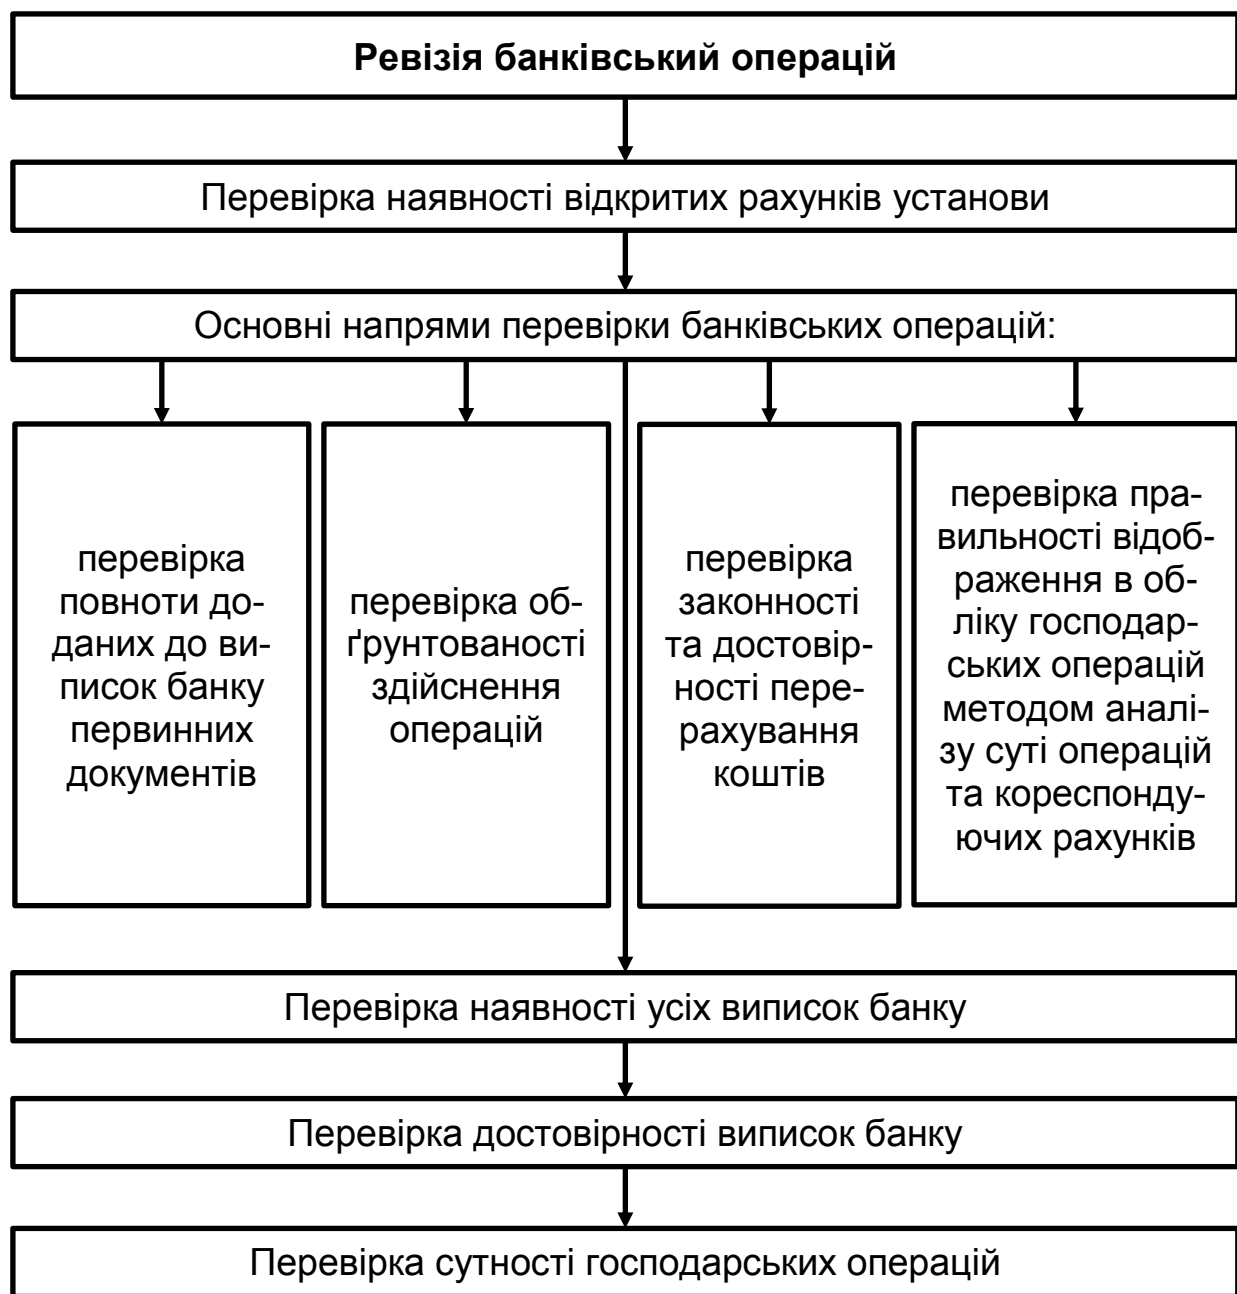 Ревізія банківський операцій
Перевірка наявності відкритих рахунків установи
Основні напрями перевірки банківських операцій:
перевірка
повноти до-
даних до ви-
писок банку
первинних
документів
перевірка об-
ґрунтованості
здійснення
операцій
перевірка
законності
та достовір-
ності пере-
рахування
коштів
перевірка пра-
вильності відоб-
раження в об-
ліку господар-
ських операцій
методом аналі-
зу суті операцій
та кореспонду-
ючих рахунків
Перевірка наявності усіх виписок банку
Перевірка достовірності виписок банку
Перевірка сутності господарських операцій